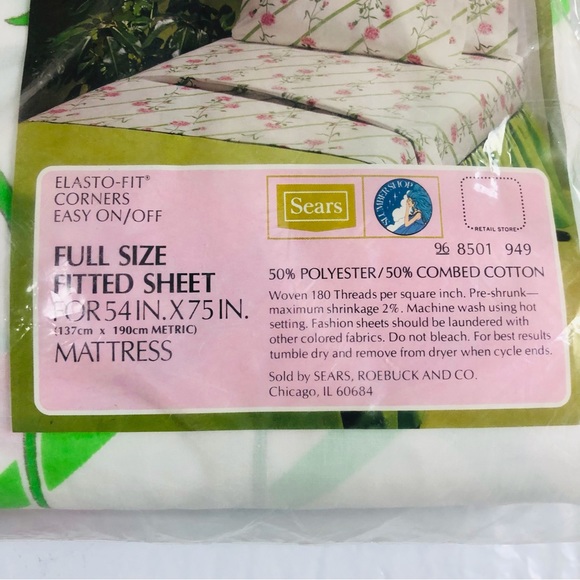 ELASTO-FIT®
CORNERS
EASY ON/OFF
FULL SIZE
FITTED SHEET
FOR 54 IN. X 75 IN.
(137cm x 190cm METRIC)
MATTRESS
Sears
SLUMBERSHOP
RETAIL STORE
96 8501 949
50% POLYESTER/50% COMBED COTTON
Woven 180 Threads per square inch. Pre-shrunk—
maximum shrinkage 2%. Machine wash using hot
setting. Fashion sheets should be laundered with
other colored fabrics. Do not bleach. For best results
tumble dry and remove from dryer when cycle ends.
Sold by SEARS, ROEBUCK AND CO.
Chicago, IL 60684